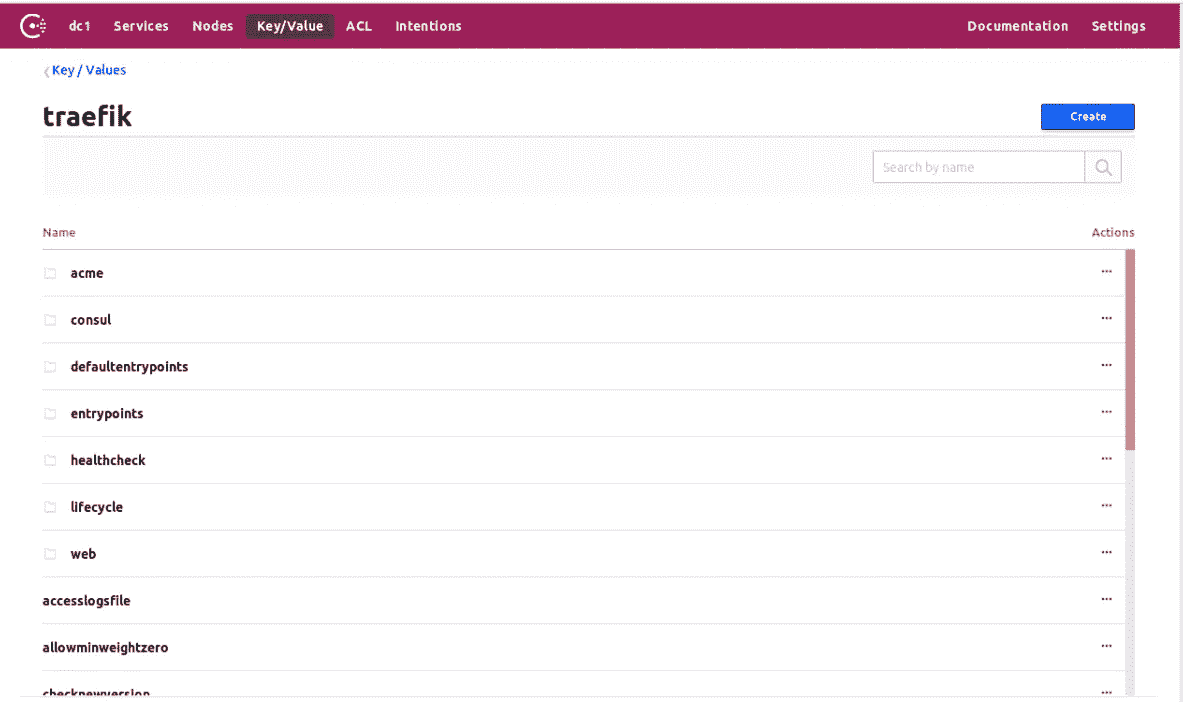 dc1 Services Nodes Key/Value ACL Intentions Documentation Settings
Key / Values
traefik
Create
Search by name
Name Actions
acme
consul
defaultentrypoints
entrypoints
healthcheck
lifecycle
web
accesslogsfile
allowminweightzero
checknewversion